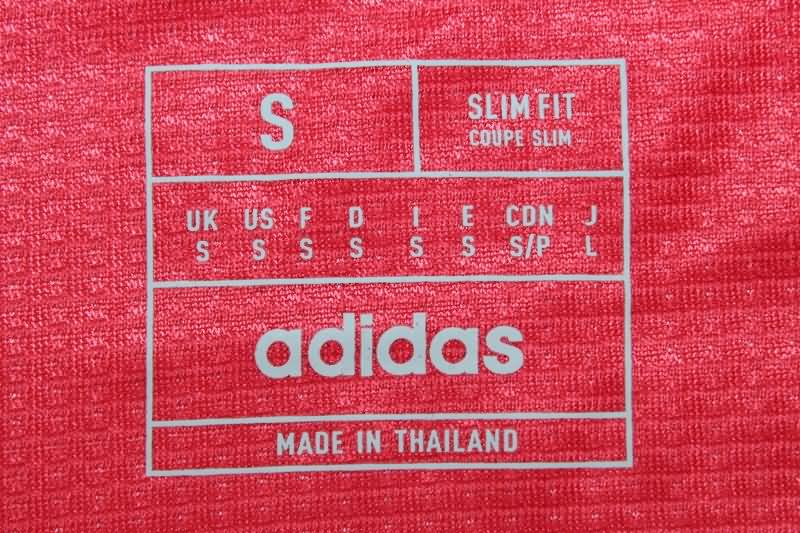 S
SLIM FIT
COUPE SLIM
UK US F D I E CDN J
S S S S S S S/P L
adidas
MADE IN THAILAND